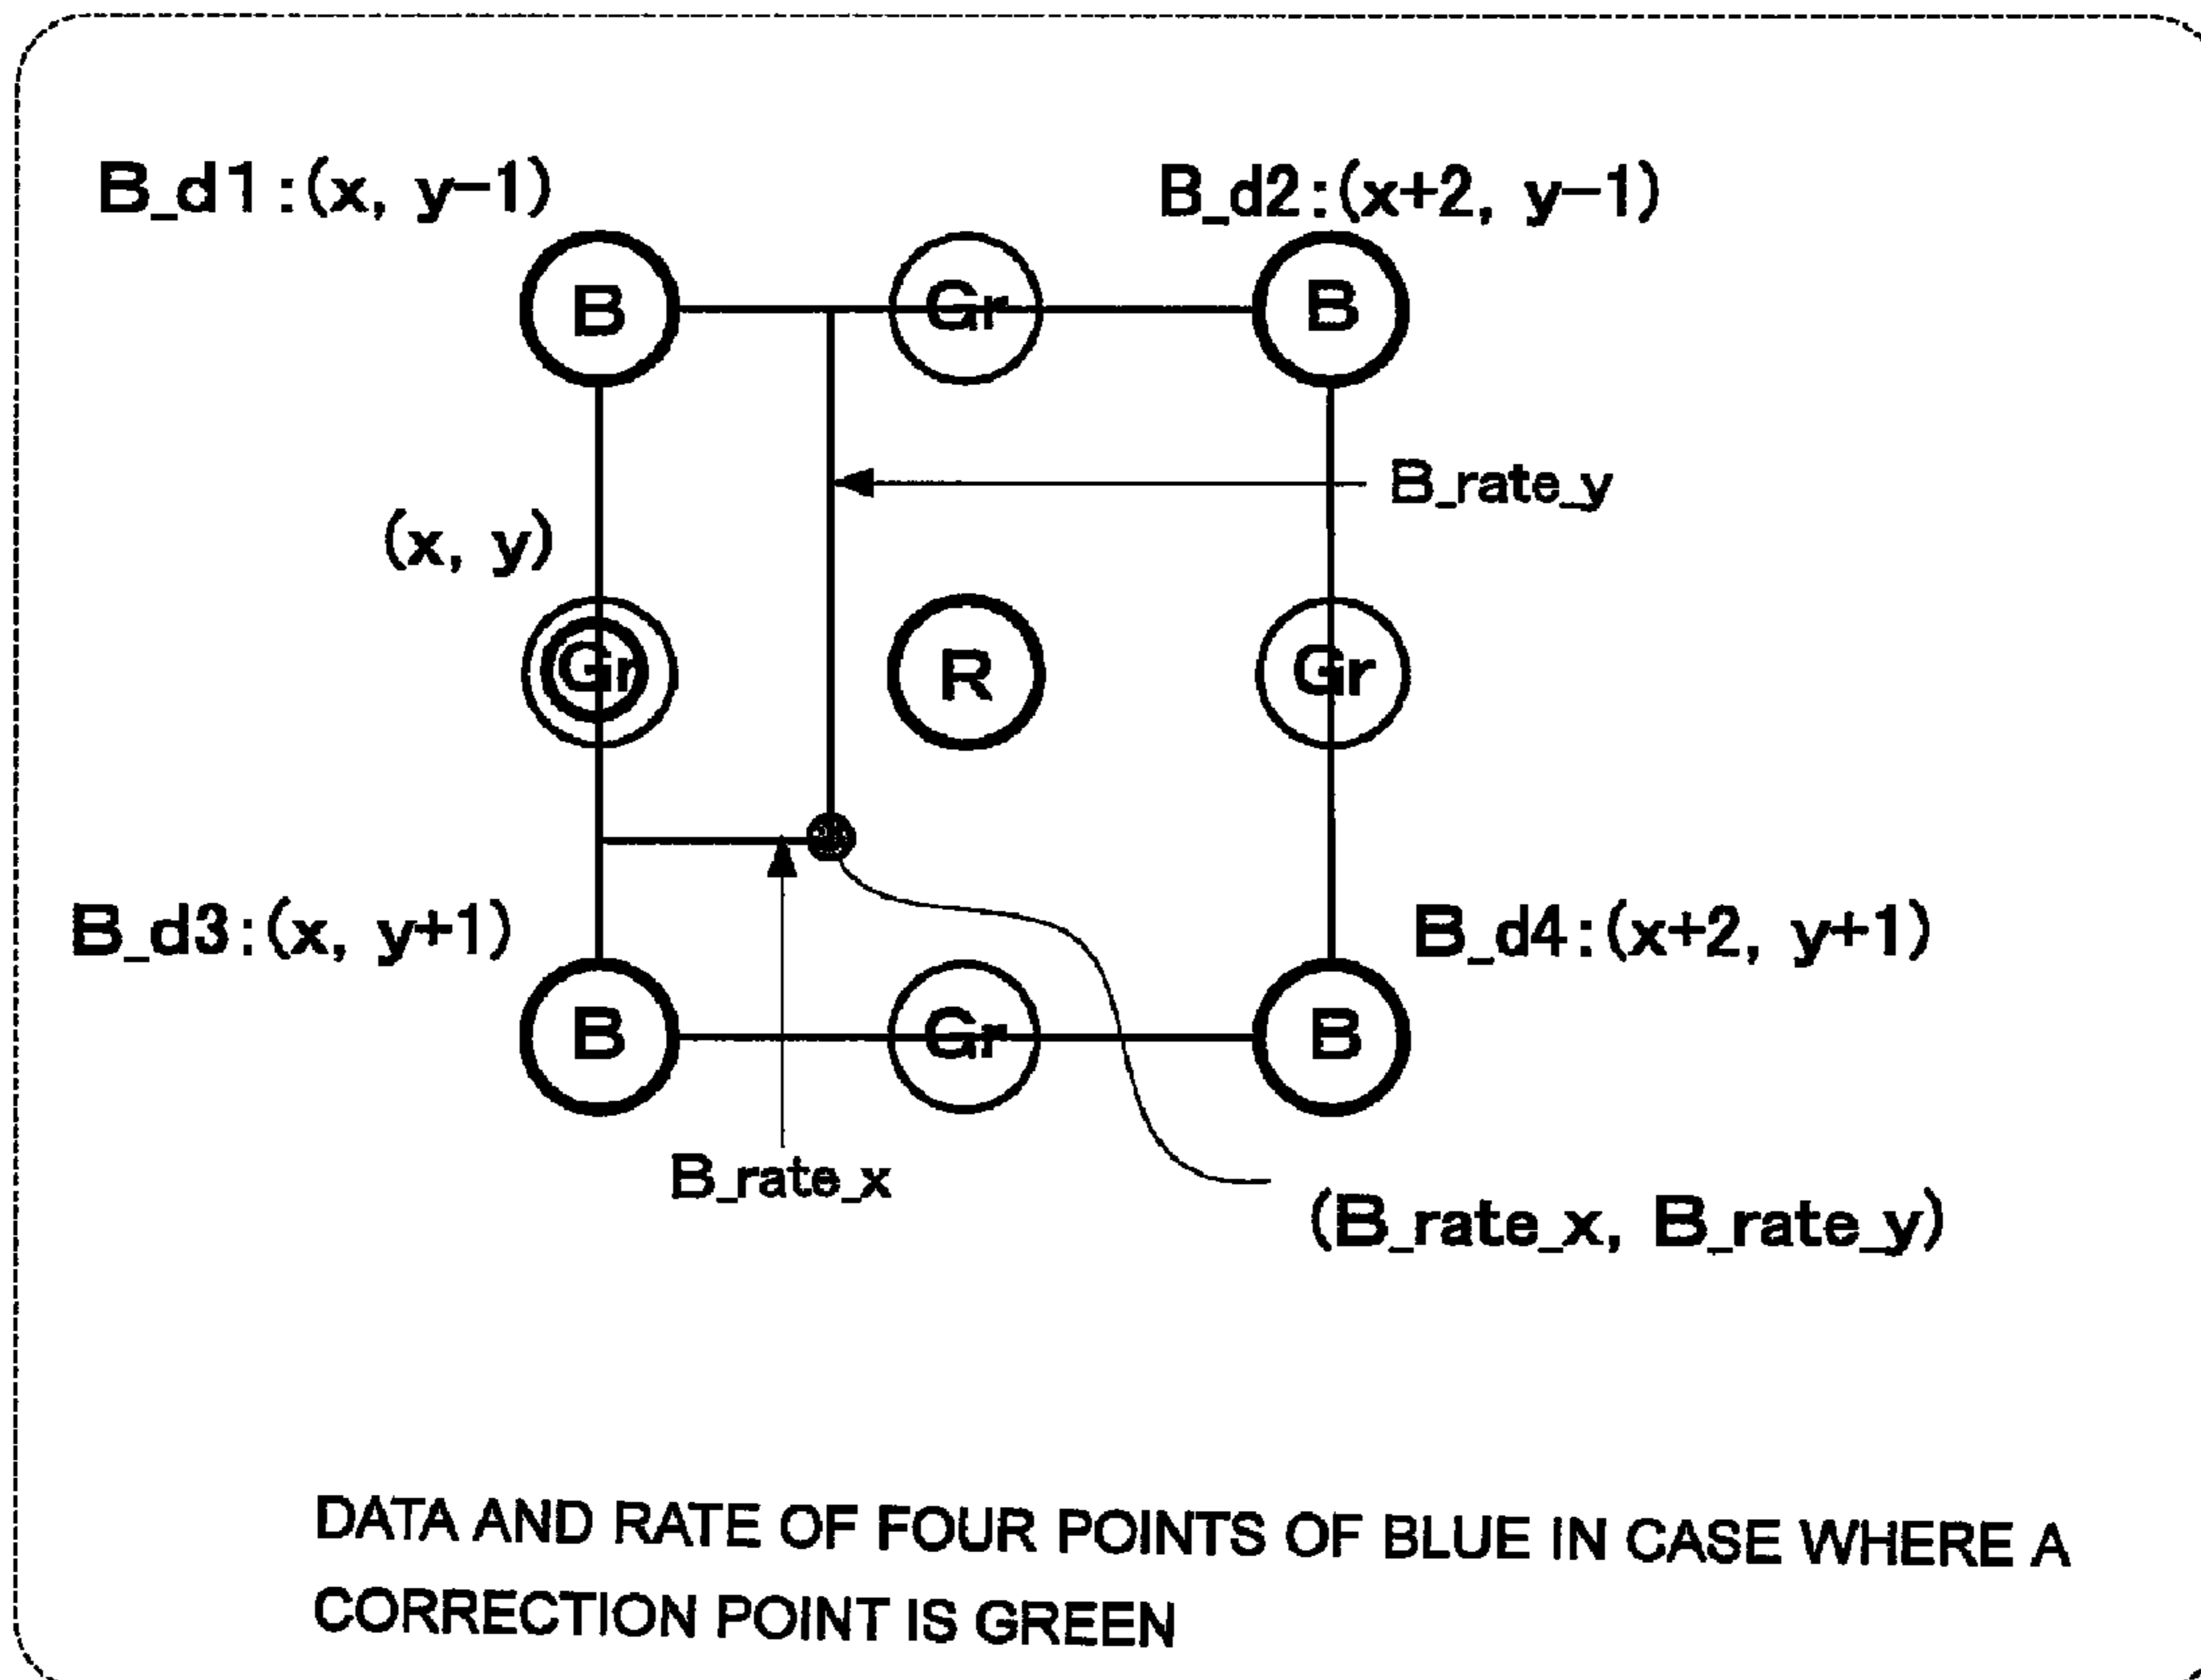 B_d1:(x, y-1)
B_d2:(x+2, y-1)
B
Gr
B
B_rate_y
(x, y)
Gr
R
Gr
B_d3:(x, y+1)
B_d4:(x+2, y+1)
B
Gr
B
B_rate_x
(B_rate_x, B_rate_y)
DATA AND RATE OF FOUR POINTS OF BLUE IN CASE WHERE A
CORRECTION POINT IS GREEN